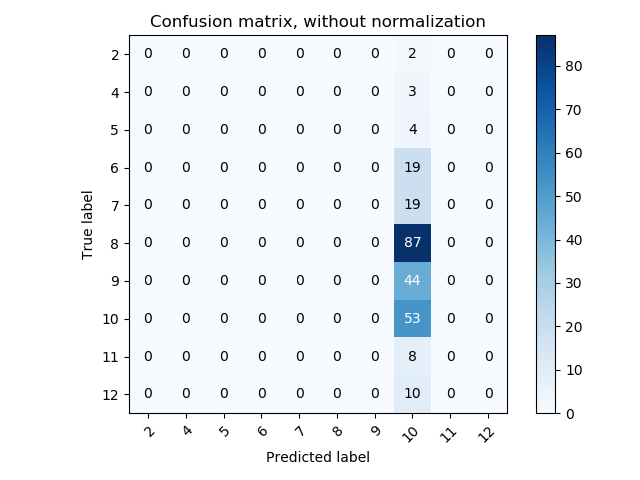 Confusion matrix, without normalization
2 0 0 0 0 0 0 0 2 0 0
4 0 0 0 0 0 0 0 3 0 0
5 0 0 0 0 0 0 0 4 0 0
6 0 0 0 0 0 0 0 19 0 0
7 0 0 0 0 0 0 0 19 0 0
8 0 0 0 0 0 0 0 87 0 0
9 0 0 0 0 0 0 0 44 0 0
10 0 0 0 0 0 0 0 53 0 0
11 0 0 0 0 0 0 0 8 0 0
12 0 0 0 0 0 0 0 10 0 0
2 4 5 6 7 8 9 10 11 12
True label
Predicted label
80
70
60
50
40
30
20
10
0